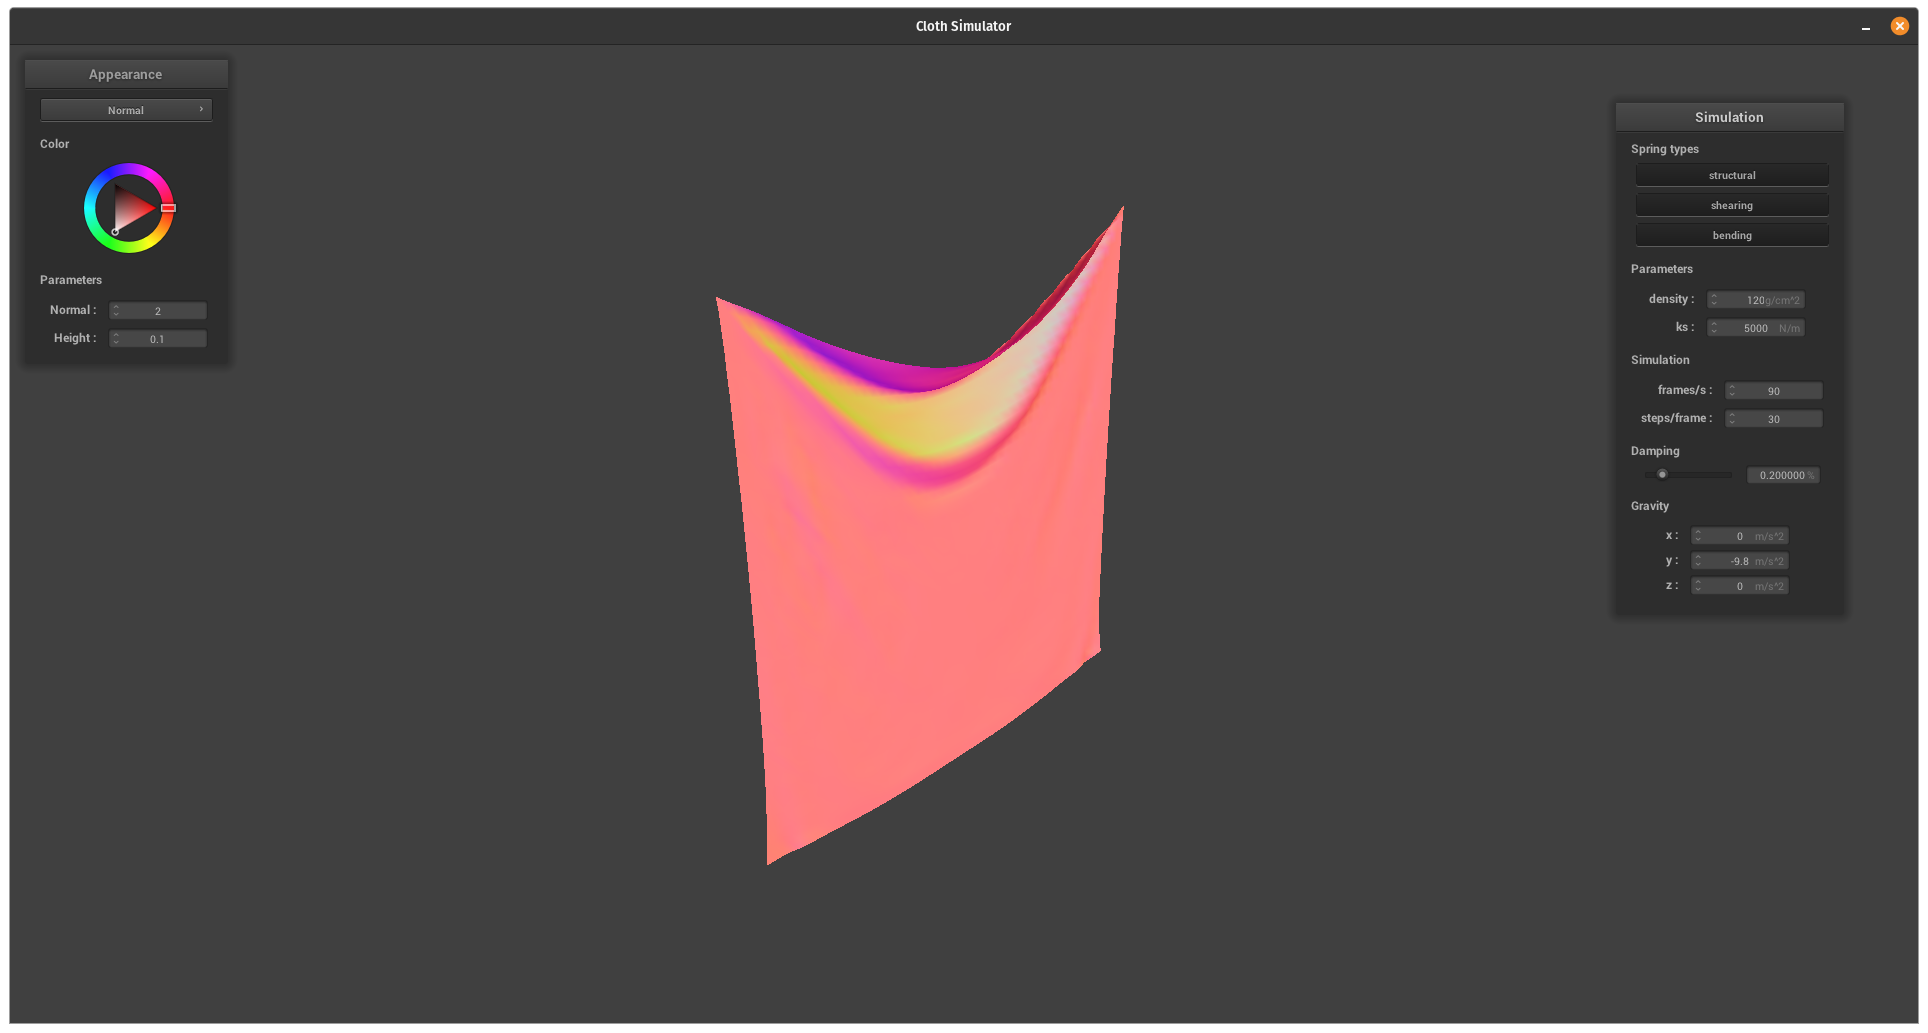 Cloth Simulator
Appearance
Normal
Color
Parameters
Normal : 2
Height : 0.1
Simulation
Spring types
structural
shearing
bending
Parameters
density : 120g/cm^2
ks : 5000 N/m
Simulation
frames/s : 90
steps/frame : 30
Damping
0.200000 %
Gravity
x : 0 m/s^2
y : -9.8 m/s^2
z : 0 m/s^2